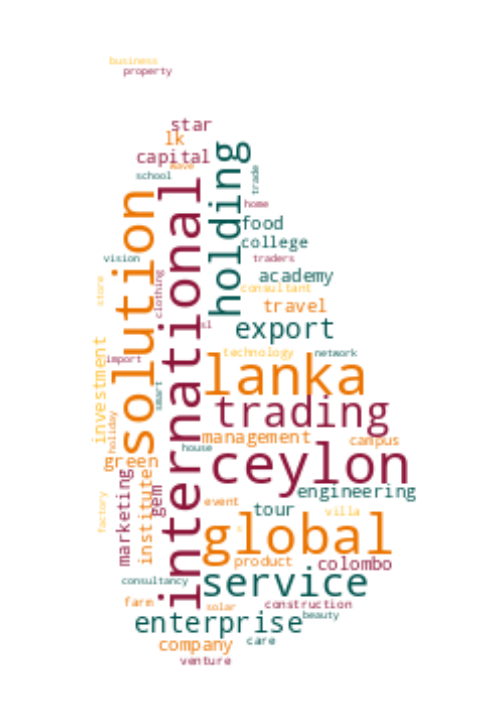 business
property
star
lk
capital
wave
school
holding
trade
solution
international
home
food
college
vision
traders
academy
store
clothing
consultant
travel
sl
export
investment
import
technology
network
lanka
smart
holiday
trading
management
campus
house
green
ceylon
marketing
institute
gem
engineering
factory
event
tour
villa
global
product
colombo
consultancy
service
farm
solar
construction
enterprise
beauty
company
care
venture